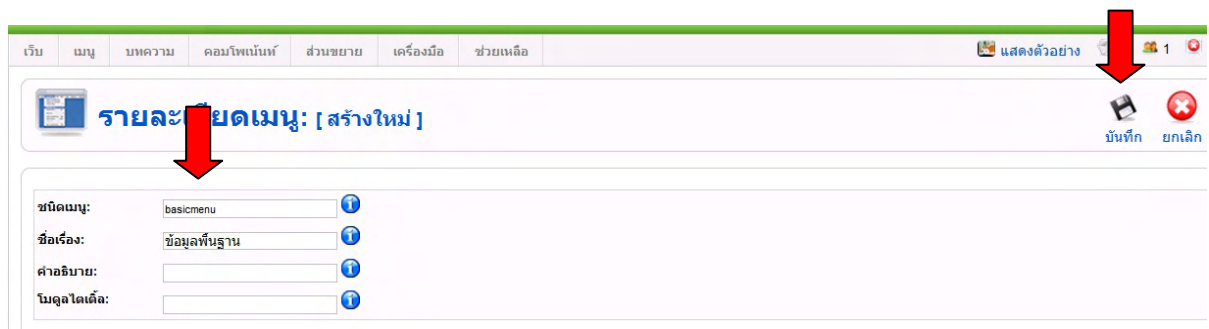 เว็บ เมนู บทความ คอมโพเน้นท์ ส่วนขยาย เครื่องมือ ช่วยเหลือ แสดงตัวอย่าง 1
รายละเอียดเมนู: [ สร้างใหม่ ]
บันทึก ยกเลิก
ชนิดเมนู: basicmenu
ชื่อเรื่อง: ข้อมูลพื้นฐาน
คำอธิบาย:
โมดูลไตเติ้ล: